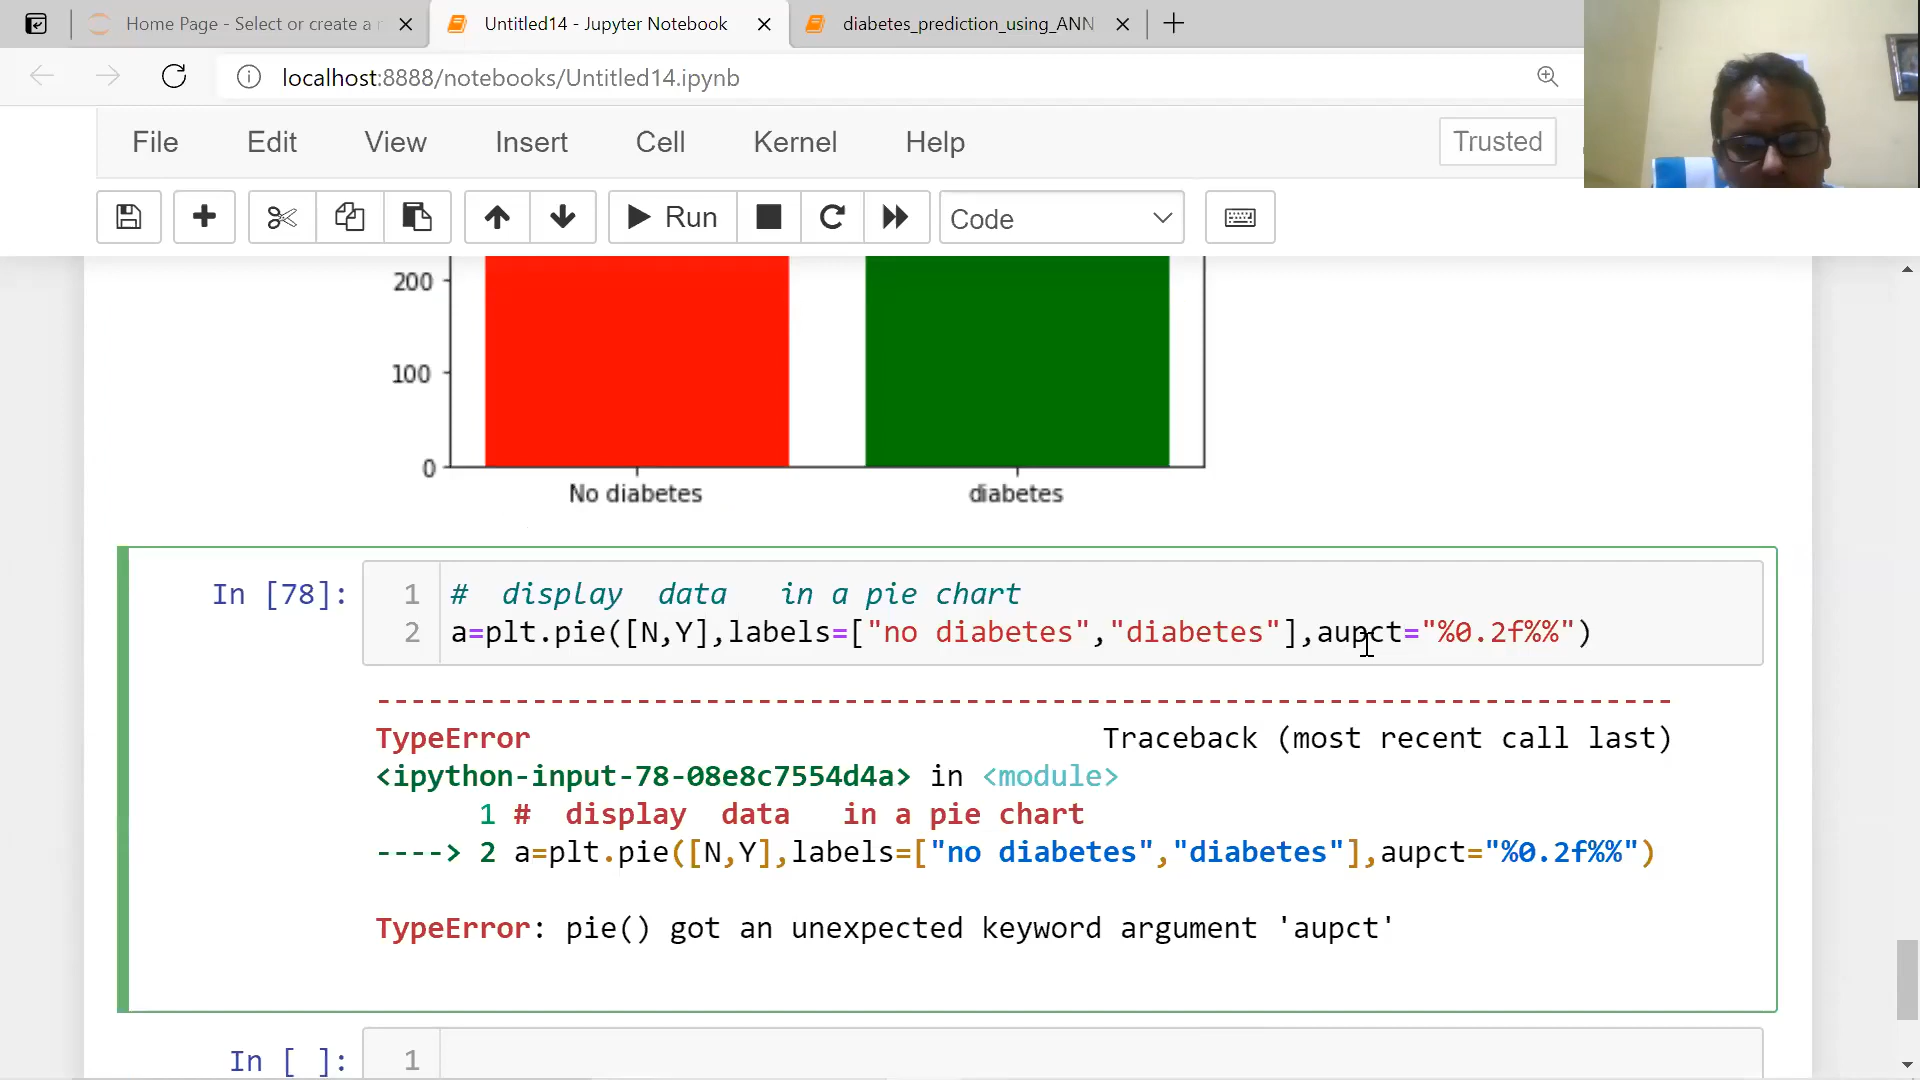 Home Page - Select or create a n
Untitled14 - Jupyter Notebook
diabetes_prediction_using_ANN
localhost:8888/notebooks/Untitled14.ipynb
File Edit View Insert Cell Kernel Help Trusted
Run Code
200
100
0
No diabetes diabetes
In [78]: 1 #  display  data   in a pie chart
2 a=plt.pie([N,Y],labels=["no diabetes","diabetes"],aupct="%0.2f%%")
---------------------------------------------------------------------------
TypeError Traceback (most recent call last)
<ipython-input-78-08e8c7554d4a> in <module>
1 #  display  data   in a pie chart
----> 2 a=plt.pie([N,Y],labels=["no diabetes","diabetes"],aupct="%0.2f%%")
TypeError: pie() got an unexpected keyword argument 'aupct'
In [ ]: 1